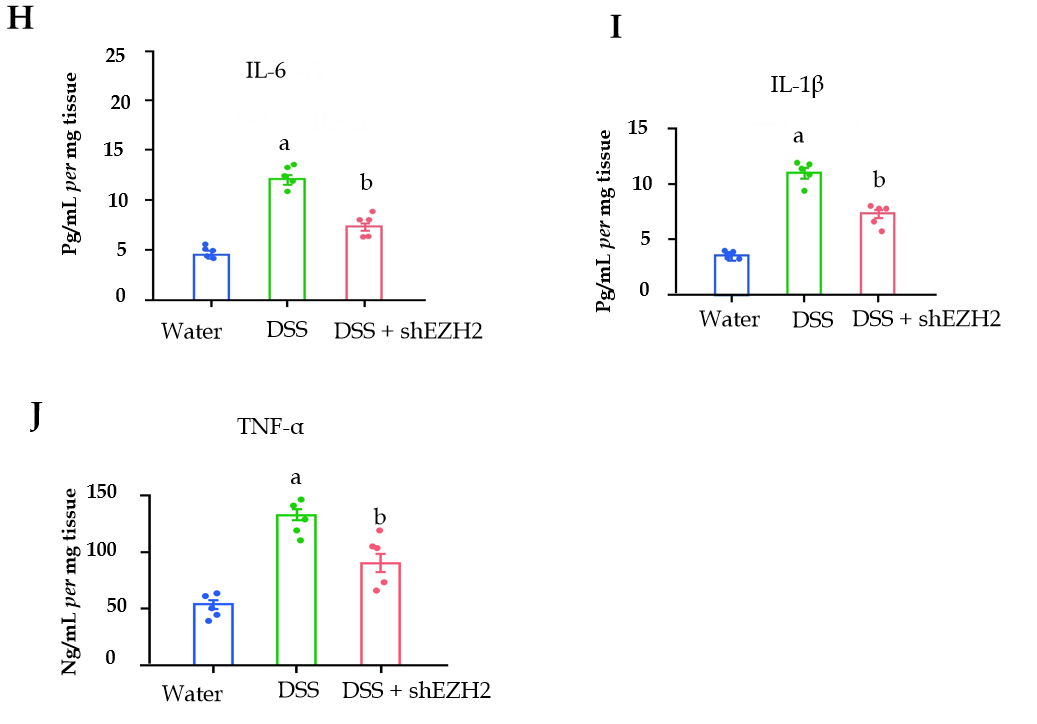 H
IL-6
Pg/mL per mg tissue
25
20
15
10
5
0
a
b
Water
DSS
DSS + shEZH2
I
IL-1β
Pg/mL per mg tissue
15
10
5
0
a
b
Water
DSS
DSS + shEZH2
J
TNF-α
Ng/mL per mg tissue
150
100
50
0
a
b
Water
DSS
DSS + shEZH2